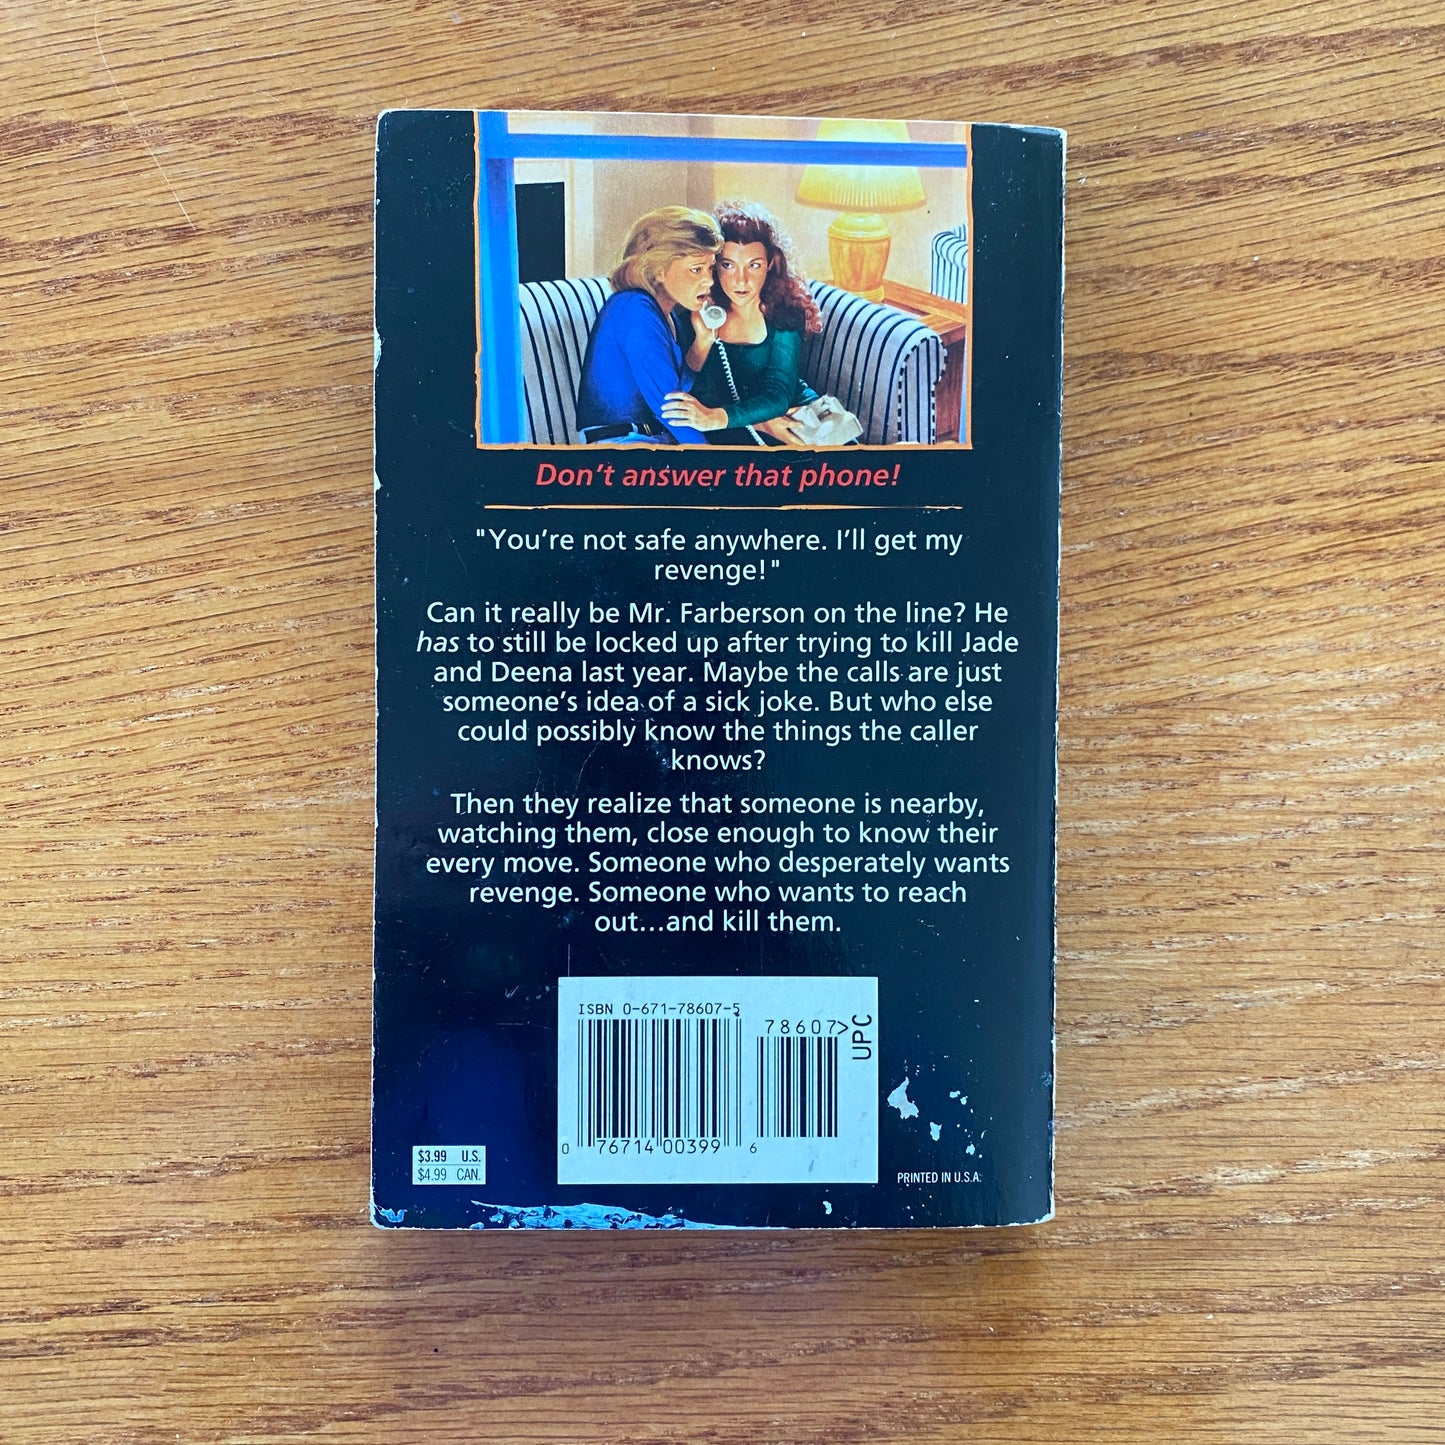 Don't answer that phone!
"You're not safe anywhere. I'll get my
revenge!"
Can it really be Mr. Farberson on the line? He
has to still be locked up after trying to kill Jade
and Deena last year. Maybe the calls are just
someone's idea of a sick joke. But who else
could possibly know the things the caller
knows?
Then they realize that someone is nearby,
watching them, close enough to know their
every move. Someone who desperately wants
revenge. Someone who wants to reach
out...and kill them.
ISBN 0-671-78607-5
78607>
UPC
0 76714 00399 6
$3.99 U.S.
$4.99 CAN.
PRINTED IN U.S.A.